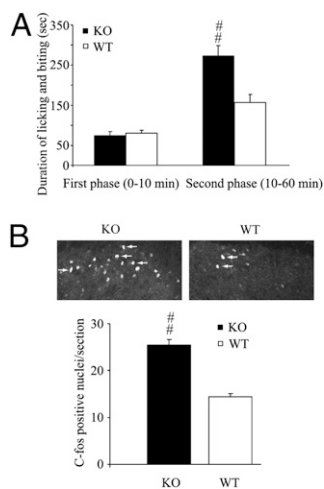 A
Duration of licking and biting (sec)
350
250
150
50
KO
WT
#
#
First phase (0-10 min) Second phase (10-60 min)
B
KO WT
C-fos positive nuclei/section
30
20
10
0
#
#
KO
WT
KO WT